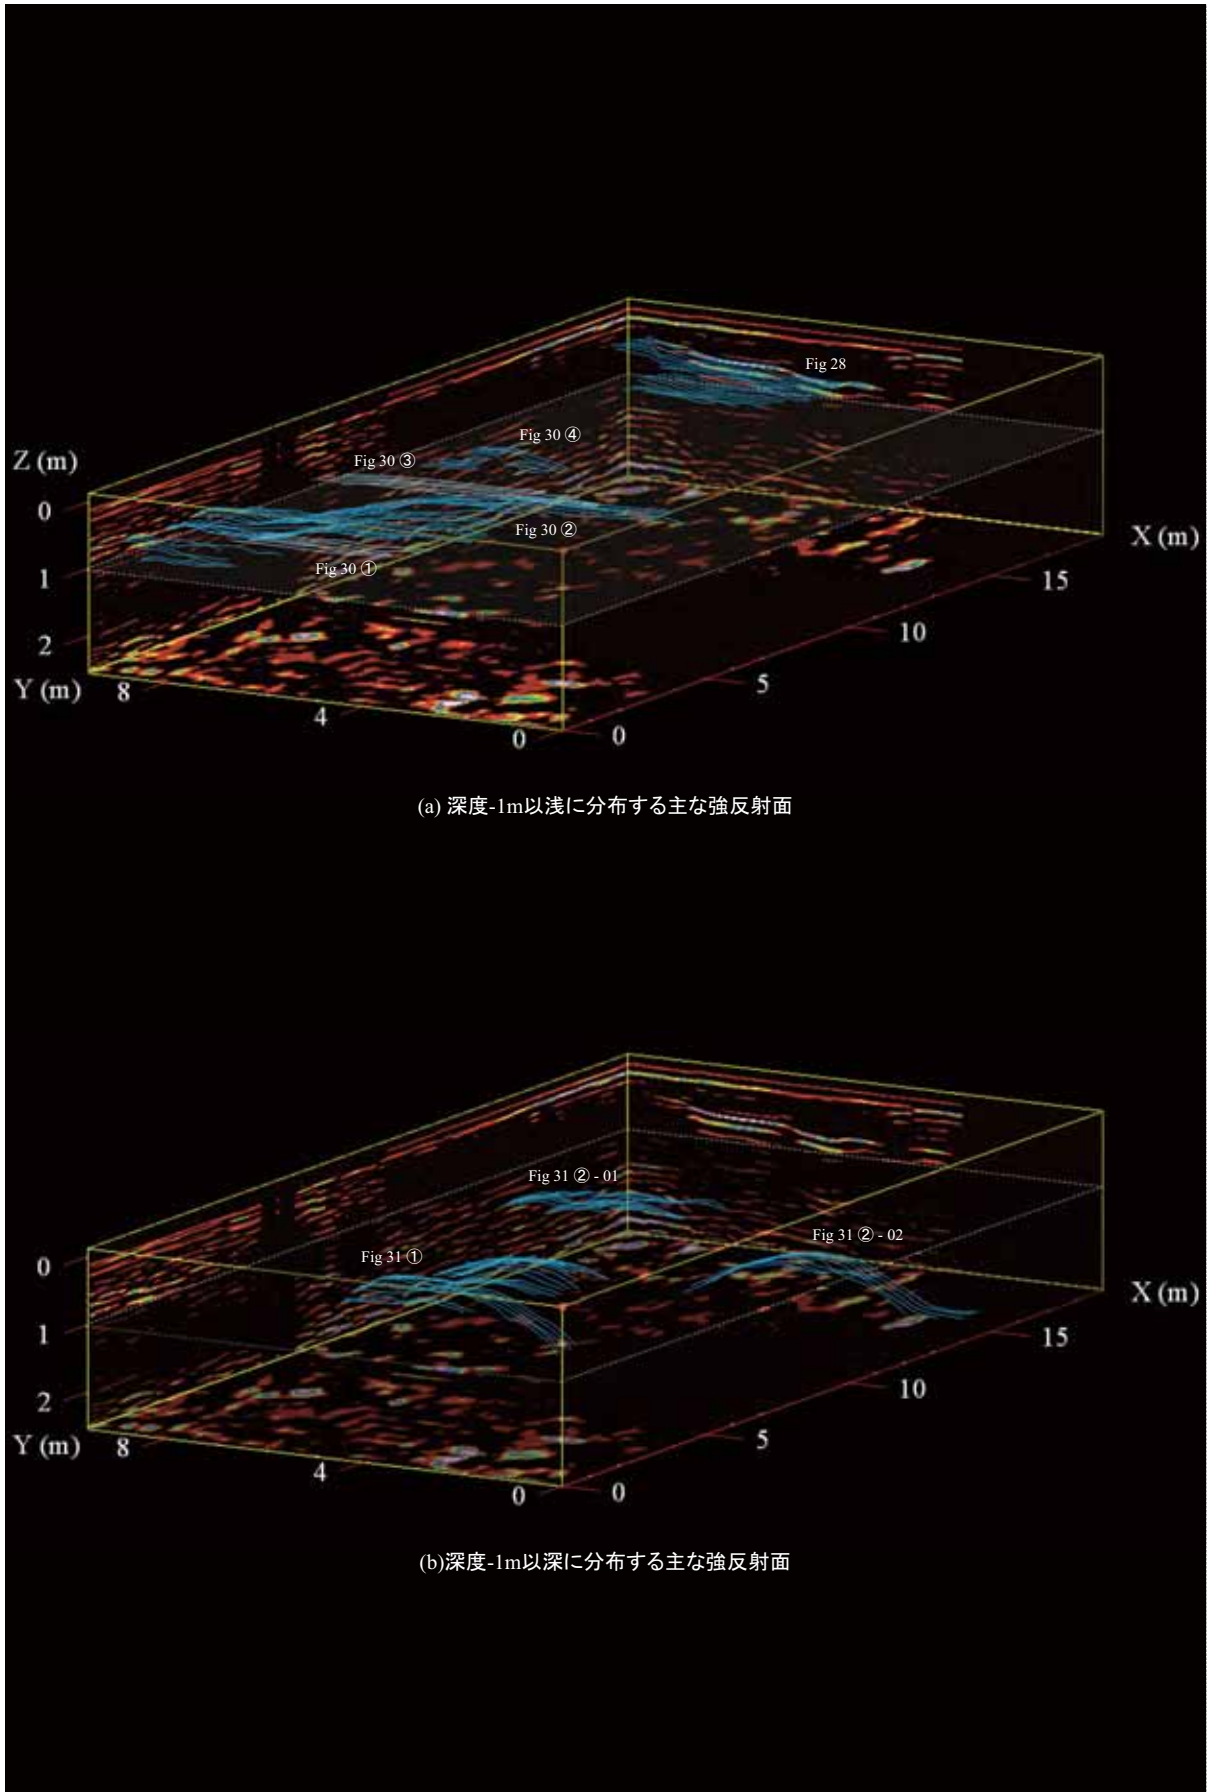 Fig 28
Fig 30 ④
Fig 30 ③
Z (m)
0
Fig 30 ②
X (m)
Fig 30 ①
1
15
10
2
5
Y (m)
8
4
0
0
(a) 深度-1m以浅に分布する主な強反射面
Fig 31 ② - 01
Fig 31 ② - 02
Fig 31 ①
0
X (m)
1
15
10
2
5
Y (m)
8
4
0
0
(b)深度-1m以深に分布する主な強反射面